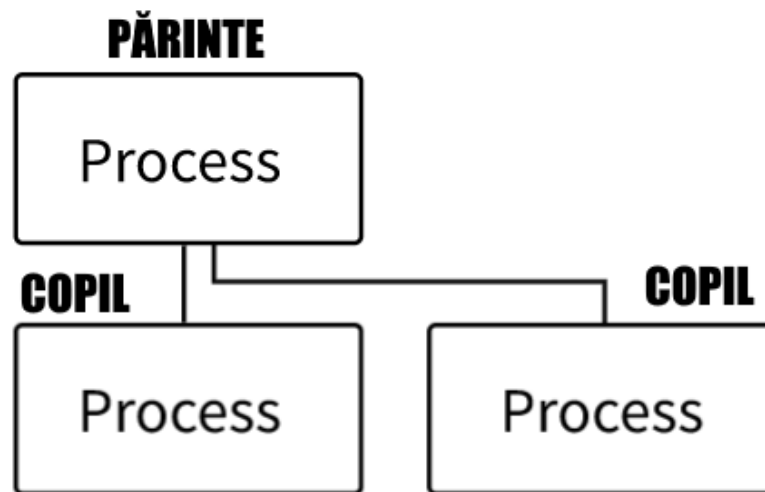 PĂRINTE
Process
COPIL
COPIL
Process
Process